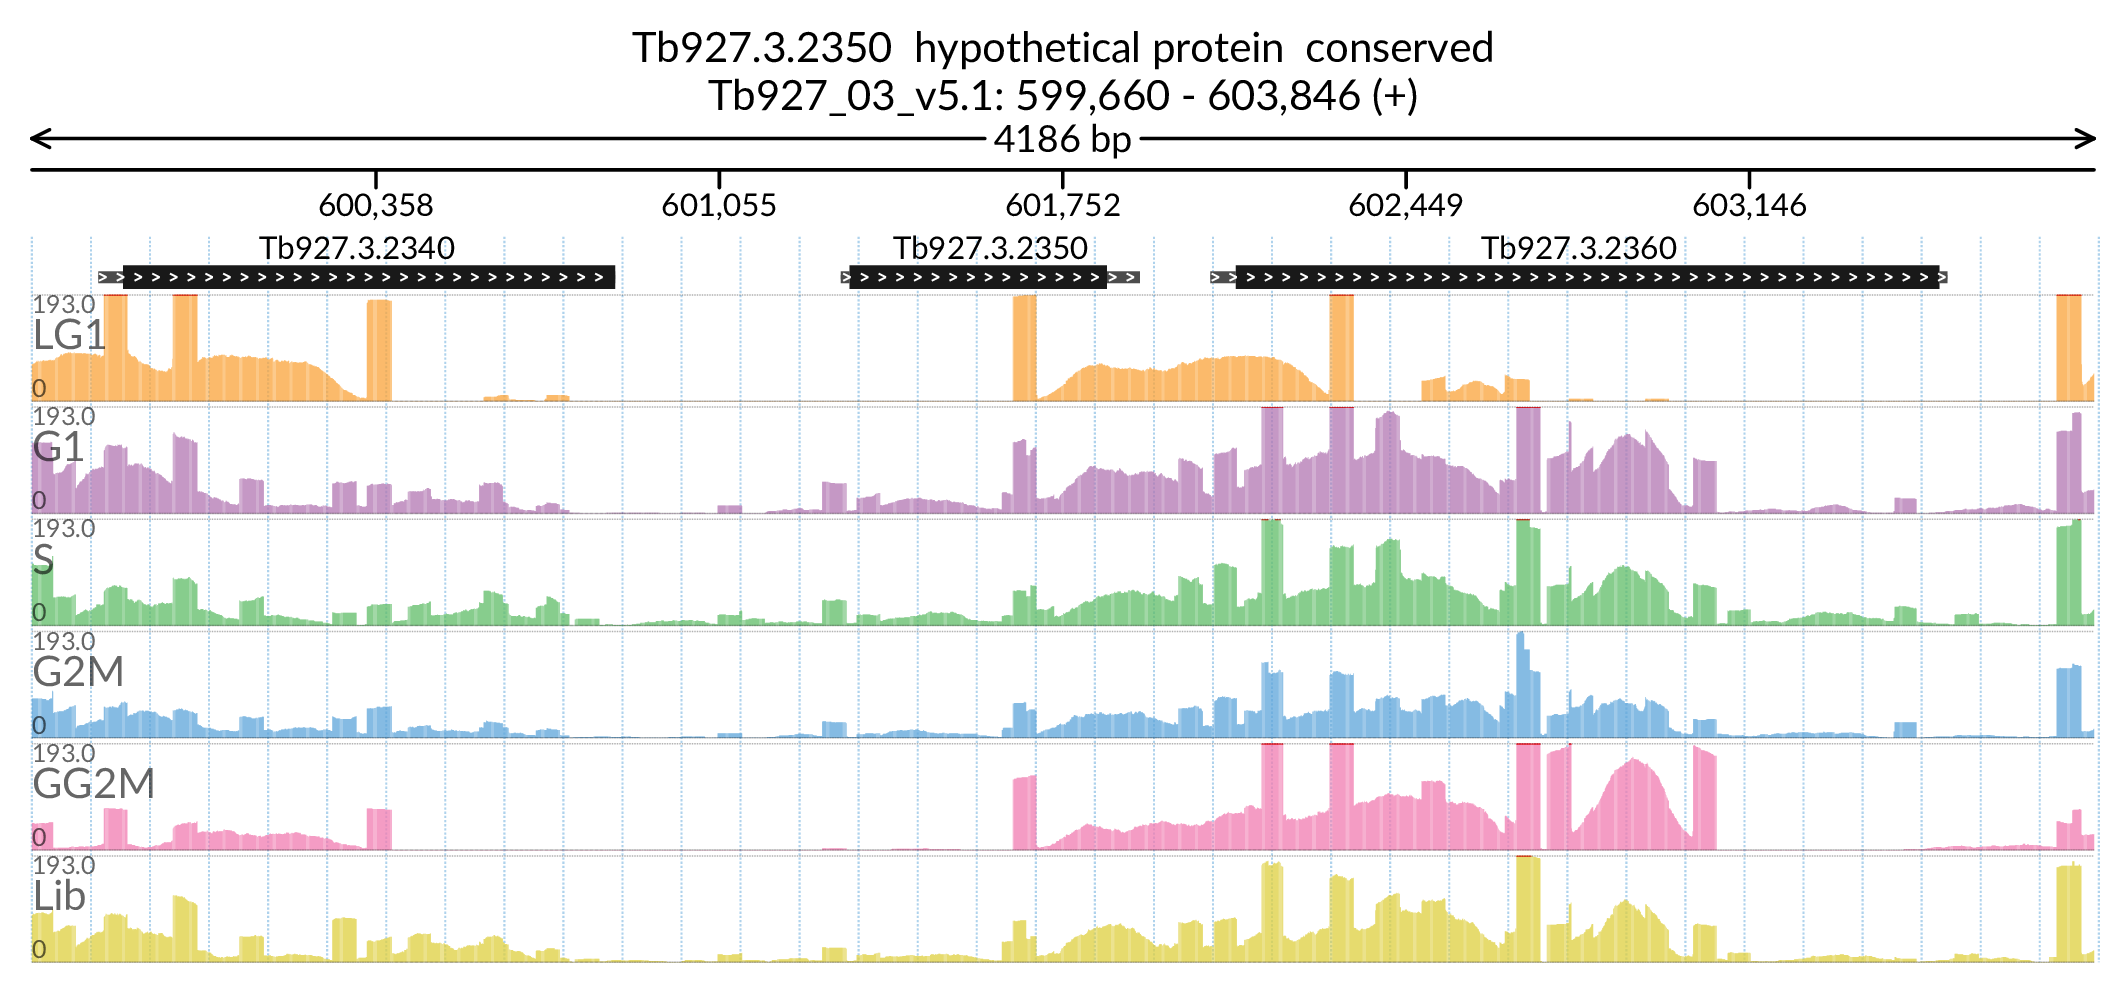 Tb927.3.2350  hypothetical protein  conserved
Tb927_03_v5.1: 599,660 - 603,846 (+)
4186 bp
600,358 601,055 601,752 602,449 603,146
Tb927.3.2340 Tb927.3.2350 Tb927.3.2360
193.0
LG1
0
193.0
G1
0
193.0
S
0
193.0
G2M
0
193.0
GG2M
0
193.0
Lib
0